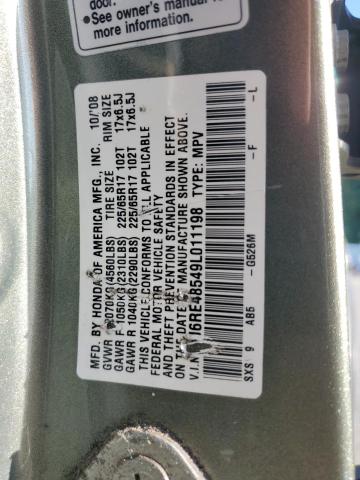 door.
• See owner's manual for
more information.
MFD. BY HONDA OF AMERICA MFG., INC. 10/'08
GVWR 2070KG(4560LBS) TIRE SIZE RIM SIZE
GAWR F 1050KG(2310LBS) 225/65R17 102T 17x6.5J
GAWR R 1040KG(2290LBS) 225/65R17 102T 17x6.5J
THIS VEHICLE CONFORMS TO ALL APPLICABLE
FEDERAL MOTOR VEHICLE SAFETY
AND THEFT PREVENTION STANDARDS IN EFFECT
ON THE DATE OF MANUFACTURE SHOWN ABOVE.
V.I.N. J6RE48549L011198 TYPE: MPV
SXS 9 AB5 -G526M -F -L